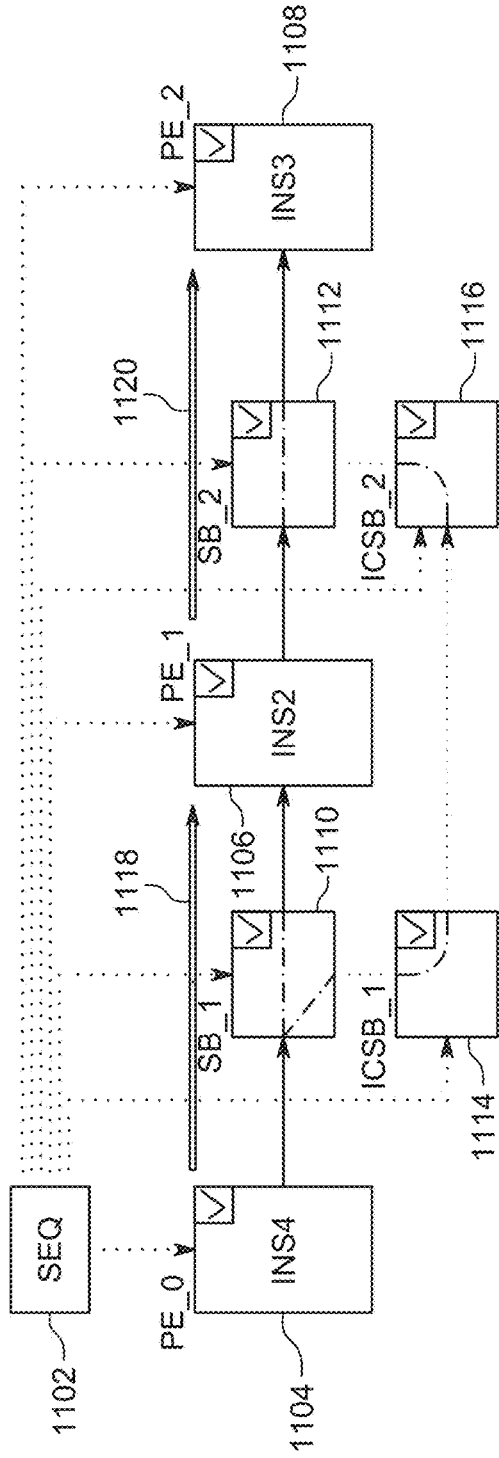 1102
SEQ
PE_0
V
INS4
1104
1118
SB_1
V
1110
ICSB_1
V
1114
PE_1
V
INS2
1106
1120
SB_2
V
1112
ICSB_2
V
1116
PE_2
V
INS3
1108